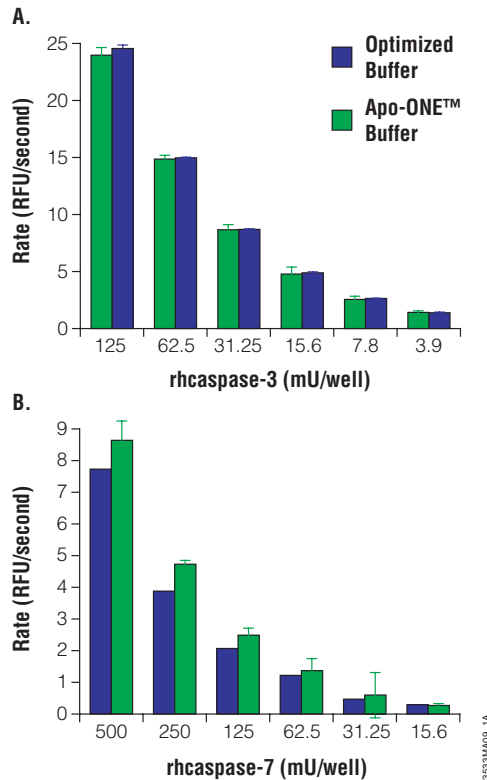 A.
Optimized
Buffer
Apo-ONE™
Buffer
Rate (RFU/second)
25
20
15
10
5
0
125 62.5 31.25 15.6 7.8 3.9
rhcaspase-3 (mU/well)
B.
Rate (RFU/second)
9
8
7
6
5
4
3
2
1
0
500 250 125 62.5 31.25 15.6
rhcaspase-7 (mU/well)
3533MA09_1A